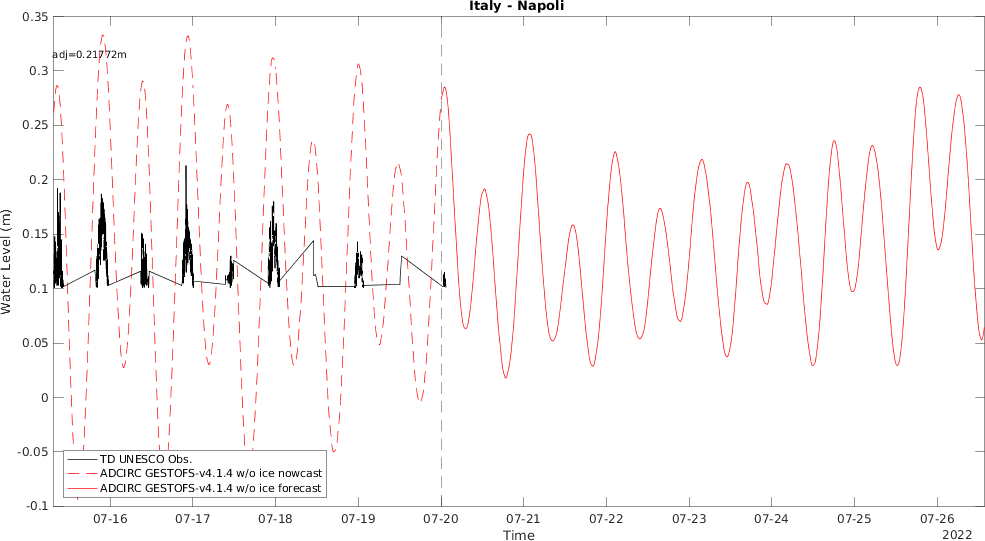 Italy - Napoli
adj=0.21772m
0.35
0.3
0.25
0.2
0.15
0.1
0.05
0
-0.05
-0.1
Water Level (m)
TD UNESCO Obs.
ADCIRC GESTOFS-v4.1.4 w/o ice nowcast
ADCIRC GESTOFS-v4.1.4 w/o ice forecast
07-16 07-17 07-18 07-19 07-20 07-21 07-22 07-23 07-24 07-25 07-26
2022
Time